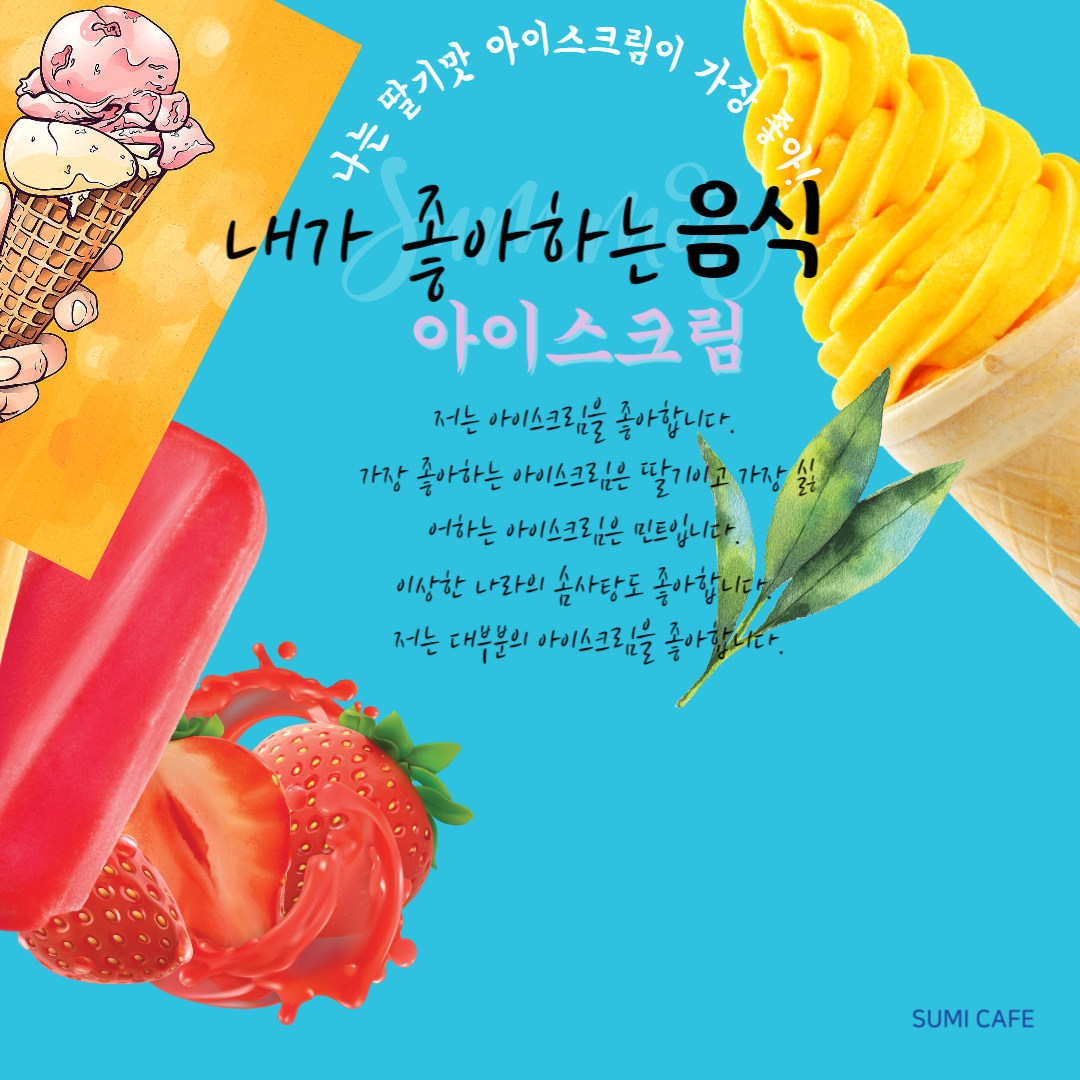 나는 딸기맛 아이스크림이 가장 좋아!
Summer
내가 좋아하는음식
아이스크림
저는 아이스크림을 좋아합니다.
가장 좋아하는 아이스크림은 딸기이고 가장 싫
어하는 아이스크림은 민트입니다.
이상한 나라의 솜사탕도 좋아합니다.
저는 대부분의 아이스크림을 좋아합니다.
SUMI CAFE